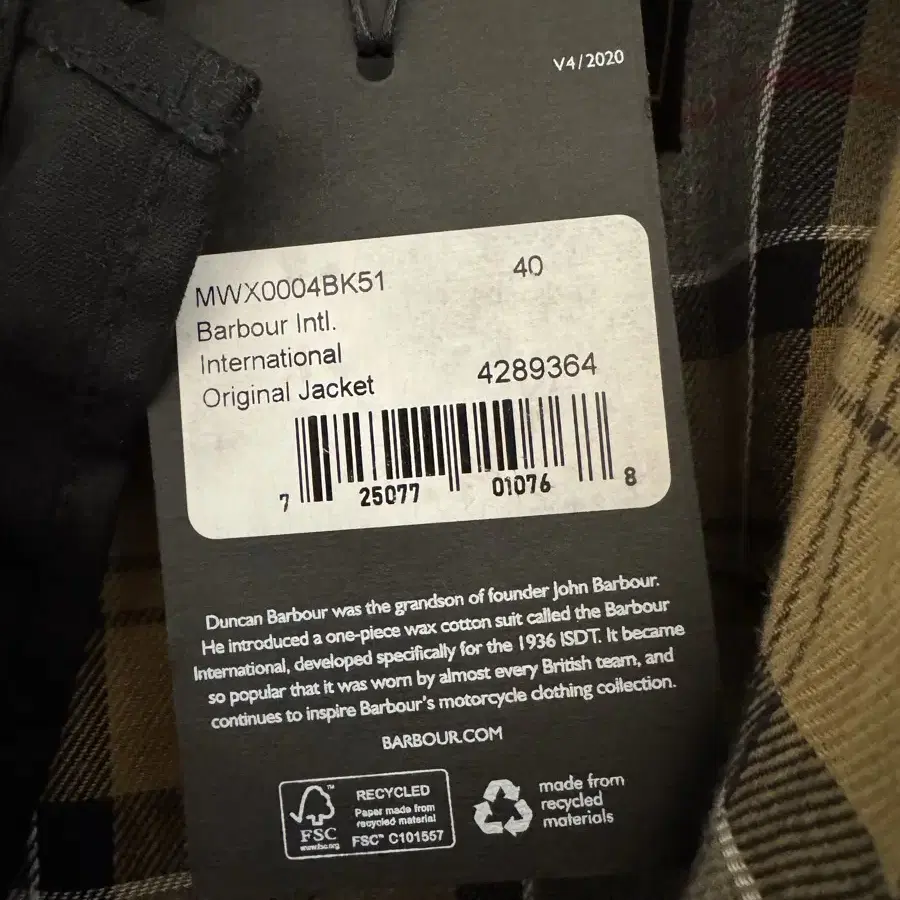 V4/2020
MWX0004BK51 40
Barbour Intl.
International
Original Jacket 4289364
7 25077 01076 8
Duncan Barbour was the grandson of founder John Barbour.
He introduced a one-piece wax cotton suit called the Barbour
International, developed specifically for the 1936 ISDT. It became
so popular that it was worn by almost every British team, and
continues to inspire Barbour's motorcycle clothing collection.
BARBOUR.COM
FSC
www.fsc.org
RECYCLED
Paper made from
recycled material
FSC™ C101557
made from
recycled
materials